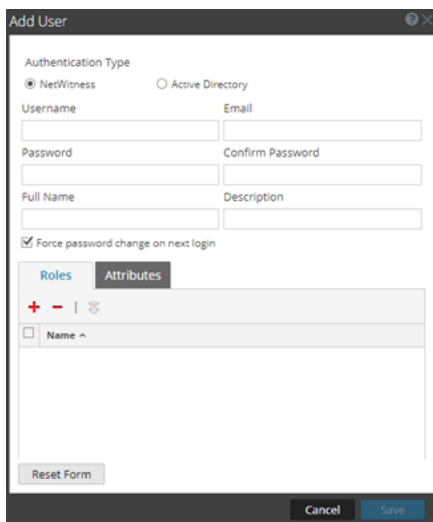 Add User
Authentication Type
NetWitness Active Directory
Username Email
Password Confirm Password
Full Name Description
Force password change on next login
Roles Attributes
Name
Reset Form
Cancel Save